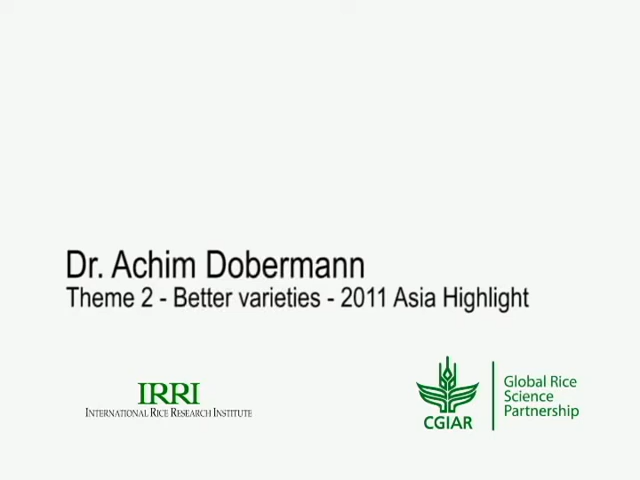 Dr. Achim Dobermann
Theme 2 - Better varieties - 2011 Asia Highlight
IRRI
INTERNATIONAL RICE RESEARCH INSTITUTE
CGIAR
Global Rice
Science
Partnership